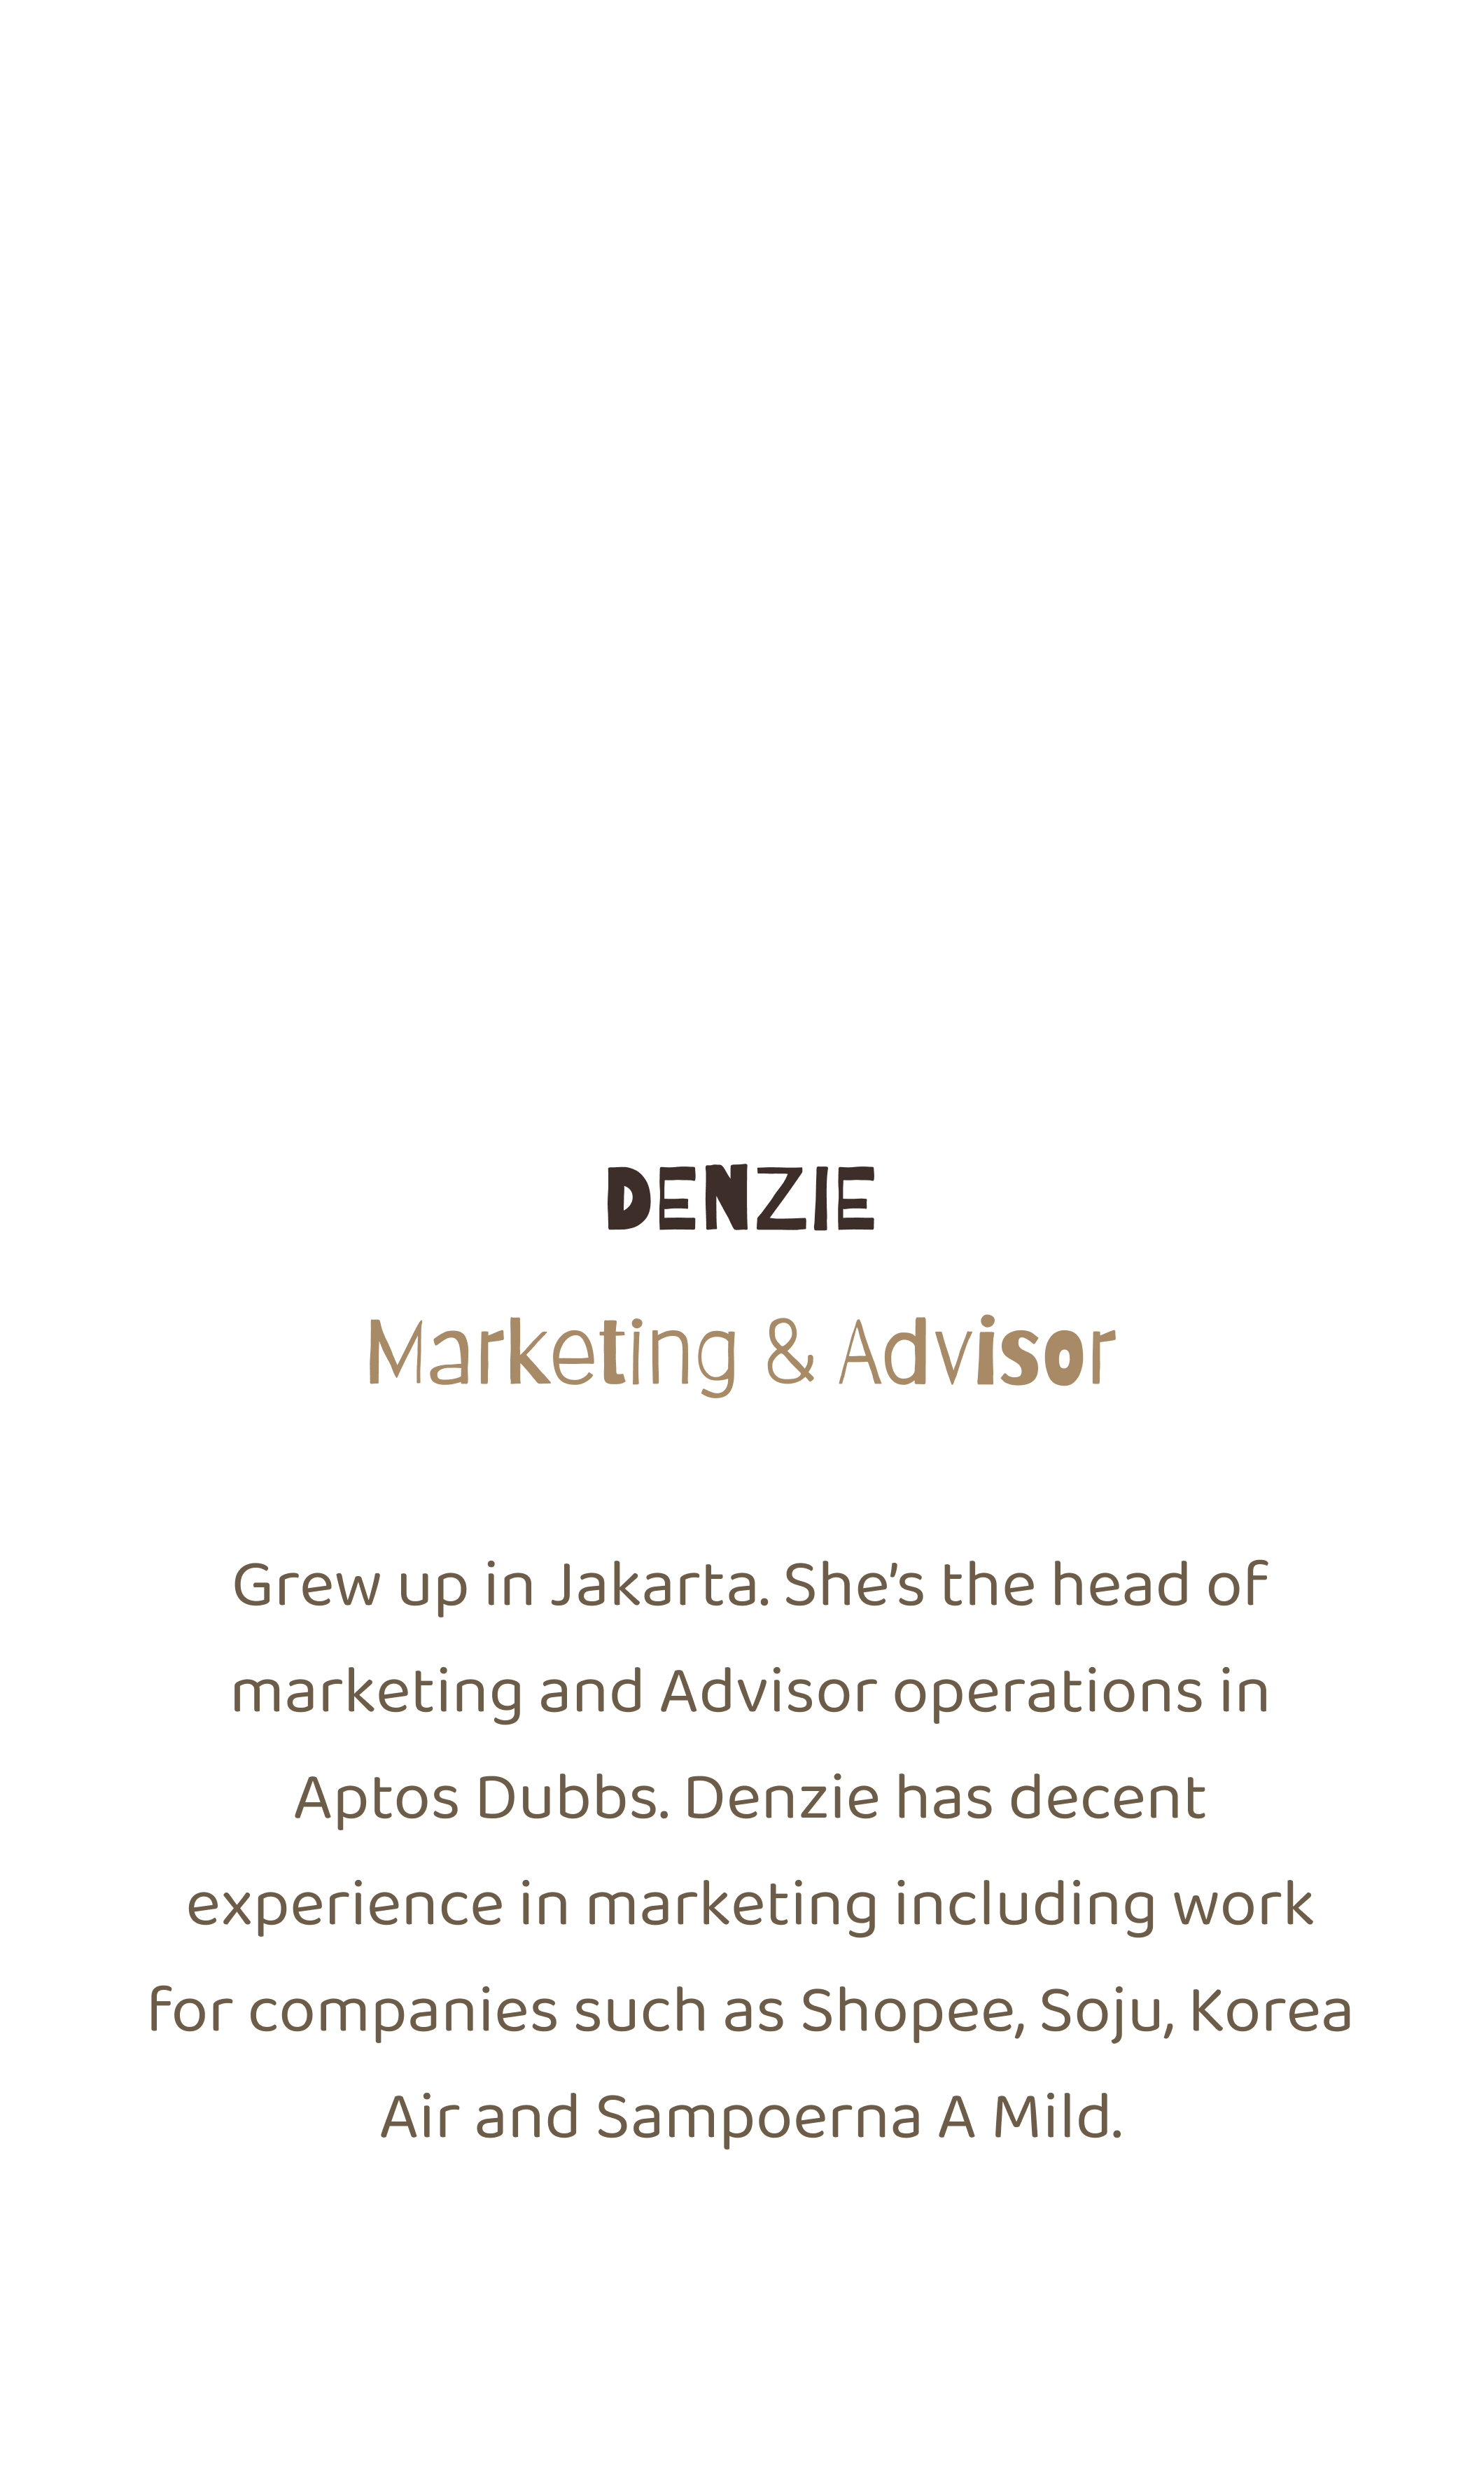 DENZIE
Marketing & Advisor
Grew up in Jakarta. She's the head of
marketing and Advisor operations in
Aptos Dubbs. Denzie has decent
experience in marketing including work
for companies such as Shopee, Soju, Korea
Air and Sampoerna A Mild.